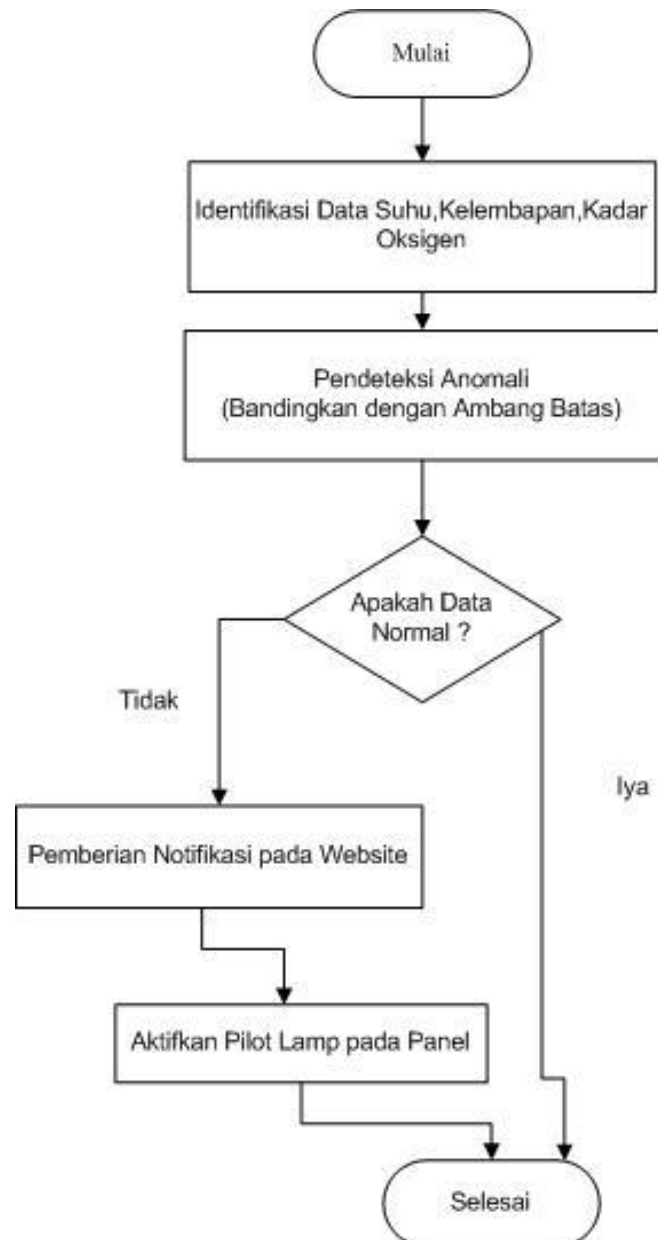 Mulai
Identifikasi Data Suhu,Kelembapan,Kadar
Oksigen
Pendeteksi Anomali
(Bandingkan dengan Ambang Batas)
Apakah Data
Normal ?
Tidak
Iya
Pemberian Notifikasi pada Website
Aktifkan Pilot Lamp pada Panel
Selesai